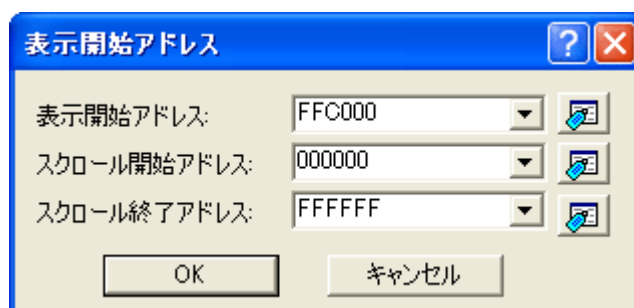 表示開始アドレス
表示開始アドレス: FFC000
スクロール開始アドレス: 000000
スクロール終了アドレス: FFFFFF
OK キャンセル